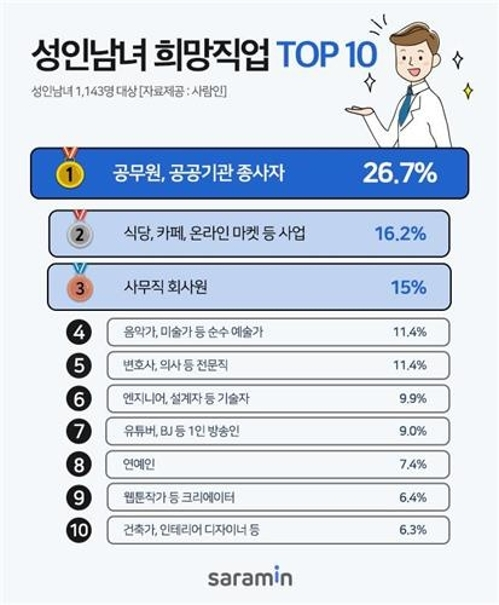 성인남녀 희망직업 TOP 10
성인남녀 1,143명 대상 [자료제공 : 사람인]
1 공무원, 공공기관 종사자 26.7%
2 식당, 카페, 온라인 마켓 등 사업 16.2%
3 사무직 회사원 15%
4 음악가, 미술가 등 순수 예술가 11.4%
5 변호사, 의사 등 전문직 11.4%
6 엔지니어, 설계자 등 기술자 9.9%
7 유튜버, BJ 등 1인 방송인 9.0%
8 연예인 7.4%
9 웹툰작가 등 크리에이터 6.4%
10 건축가, 인테리어 디자이너 등 6.3%
saramin